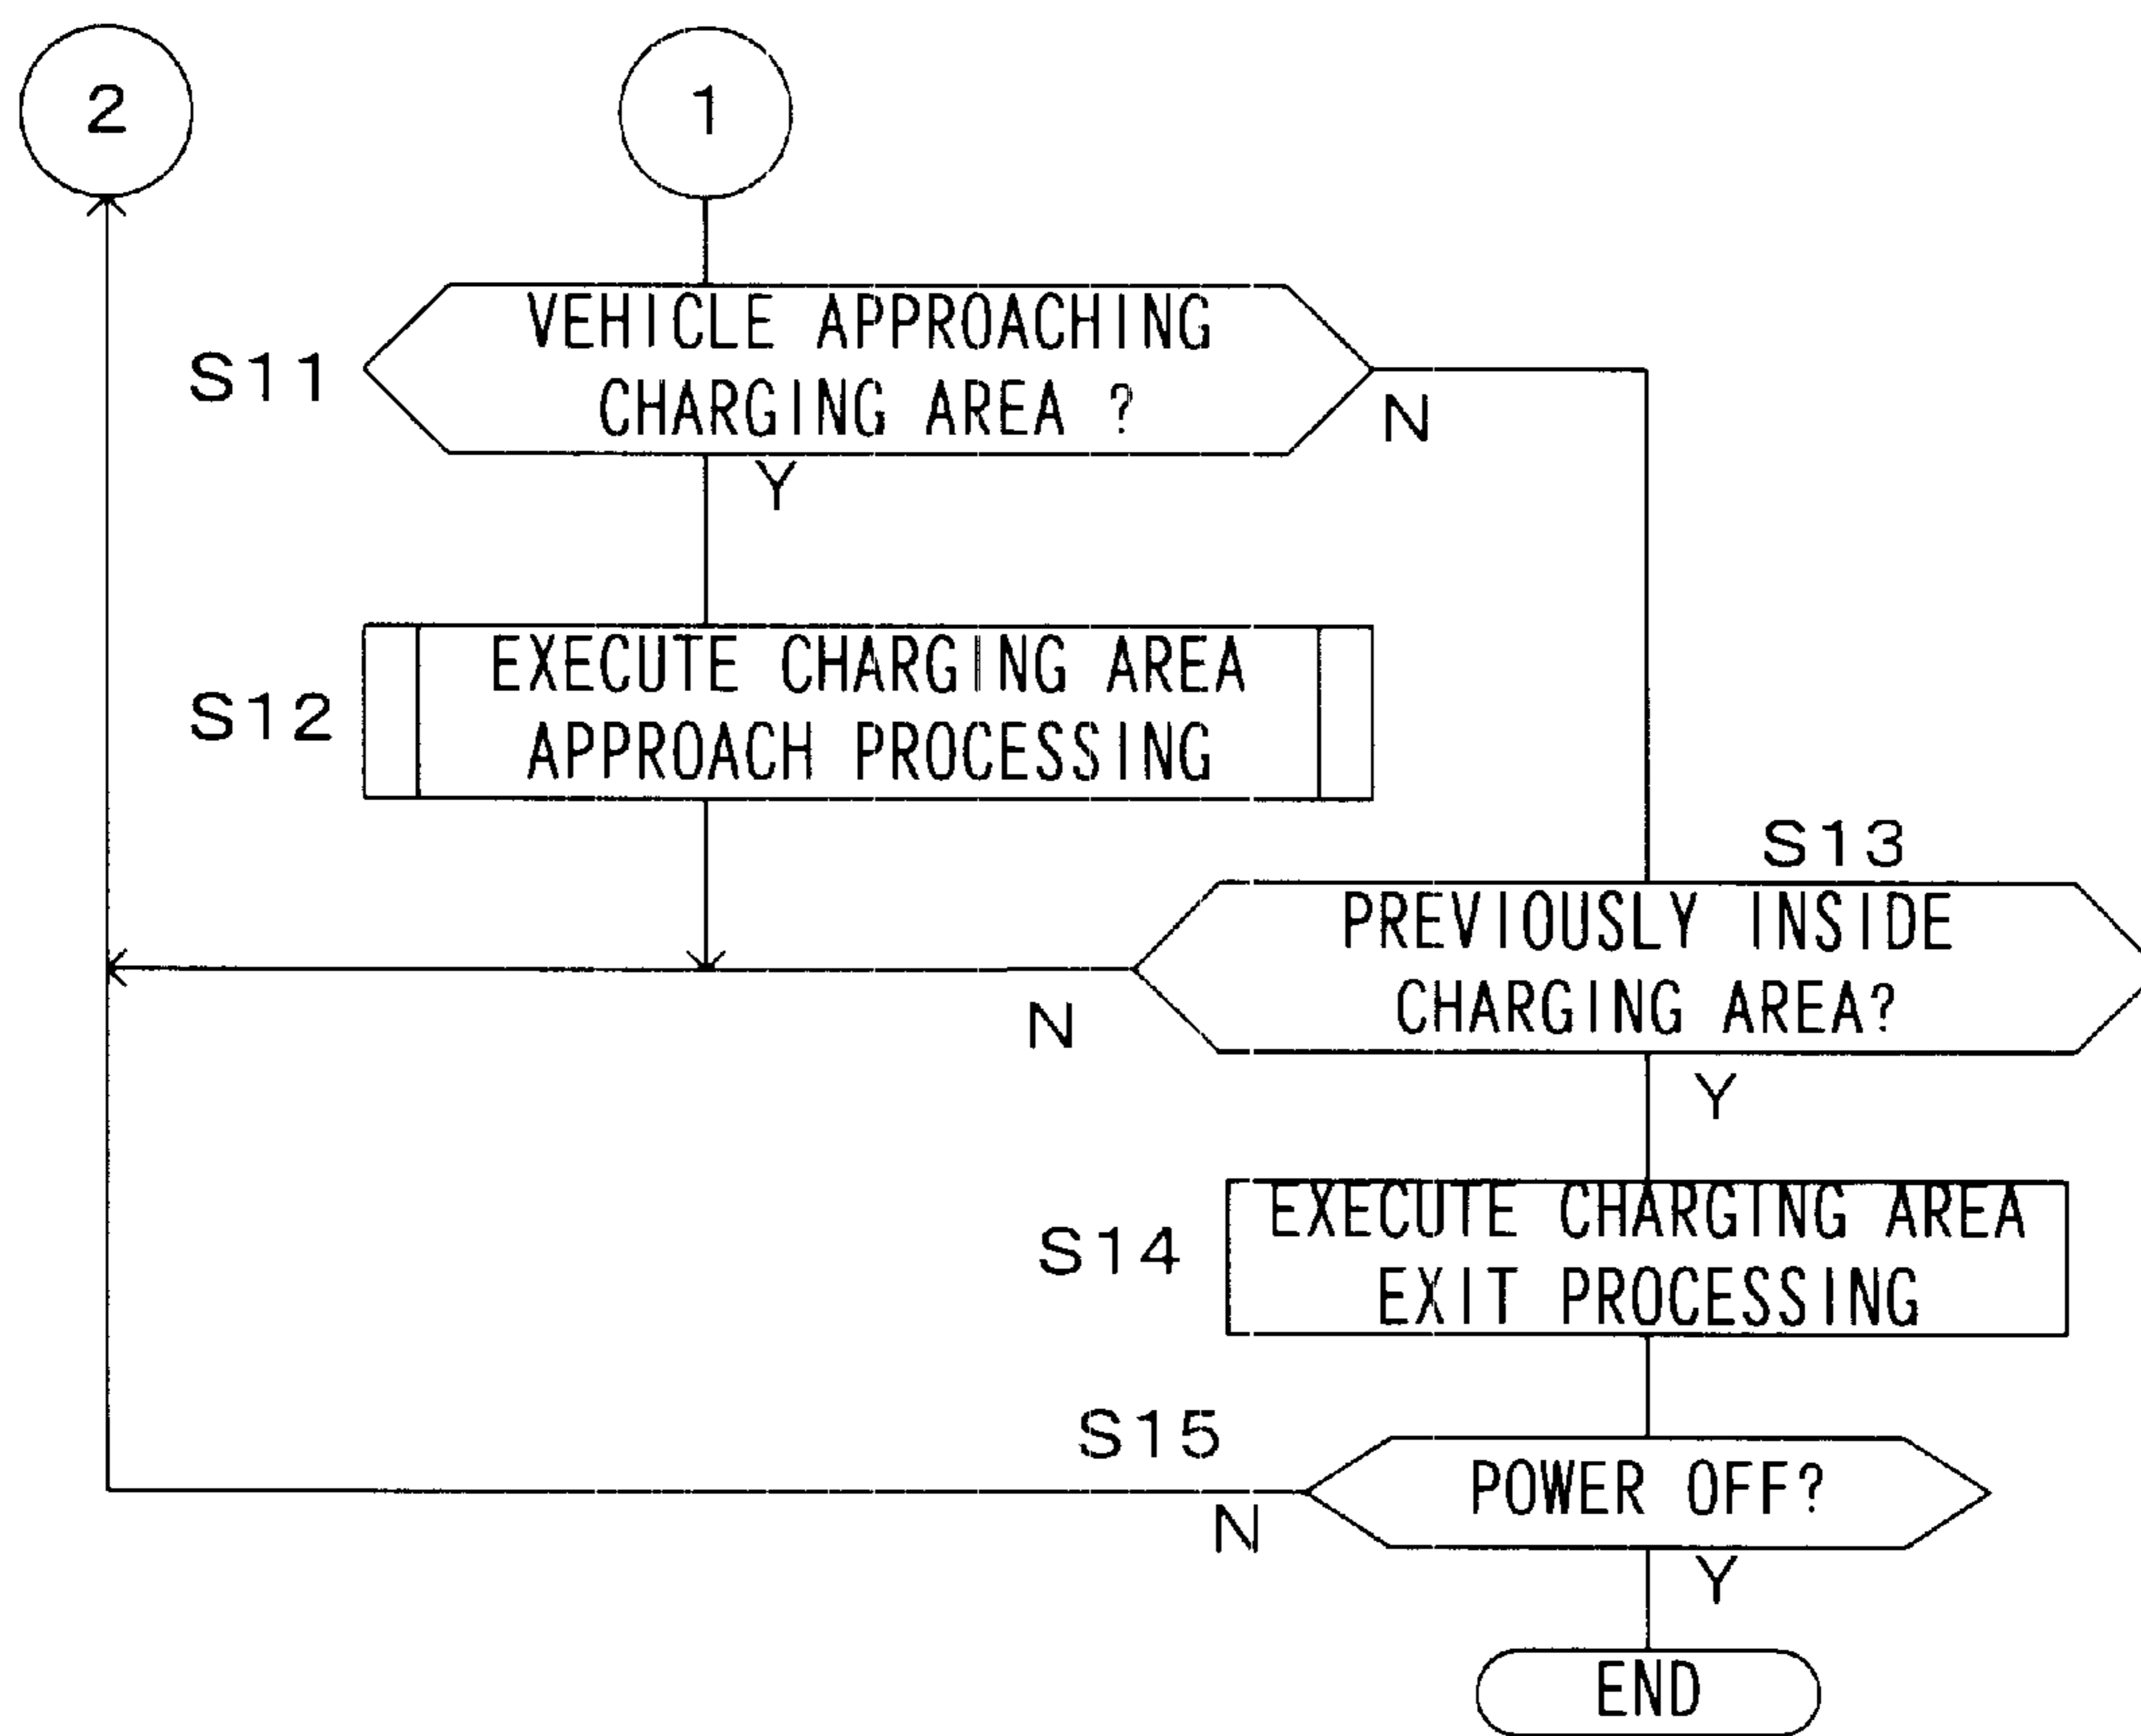 2
1
S11
VEHICLE APPROACHING
CHARGING AREA ?
N
Y
S12
EXECUTE CHARGING AREA
APPROACH PROCESSING
S13
PREVIOUSLY INSIDE
CHARGING AREA?
N
Y
S14
EXECUTE CHARGING AREA
EXIT PROCESSING
S15
POWER OFF?
N
Y
END